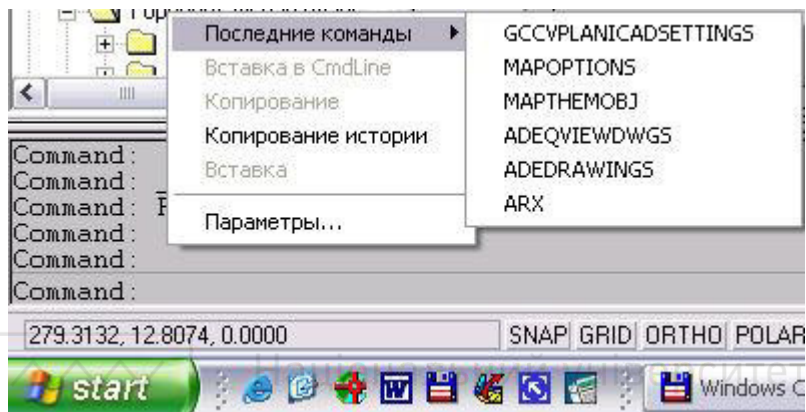 Последние команды
Вставка в CmdLine
Копирование
Копирование истории
Вставка
Параметры...
GCCVPLANICADSETTINGS
MAPOPTIONS
MAPTHEMOBJ
ADEQVIEWDWGS
ADEDRAWINGS
ARX
Command:
Command:
Command:
Command:
Command:
Command:
279.3132, 12.8074, 0.0000
SNAP GRID ORTHO POLAR
start
Windows